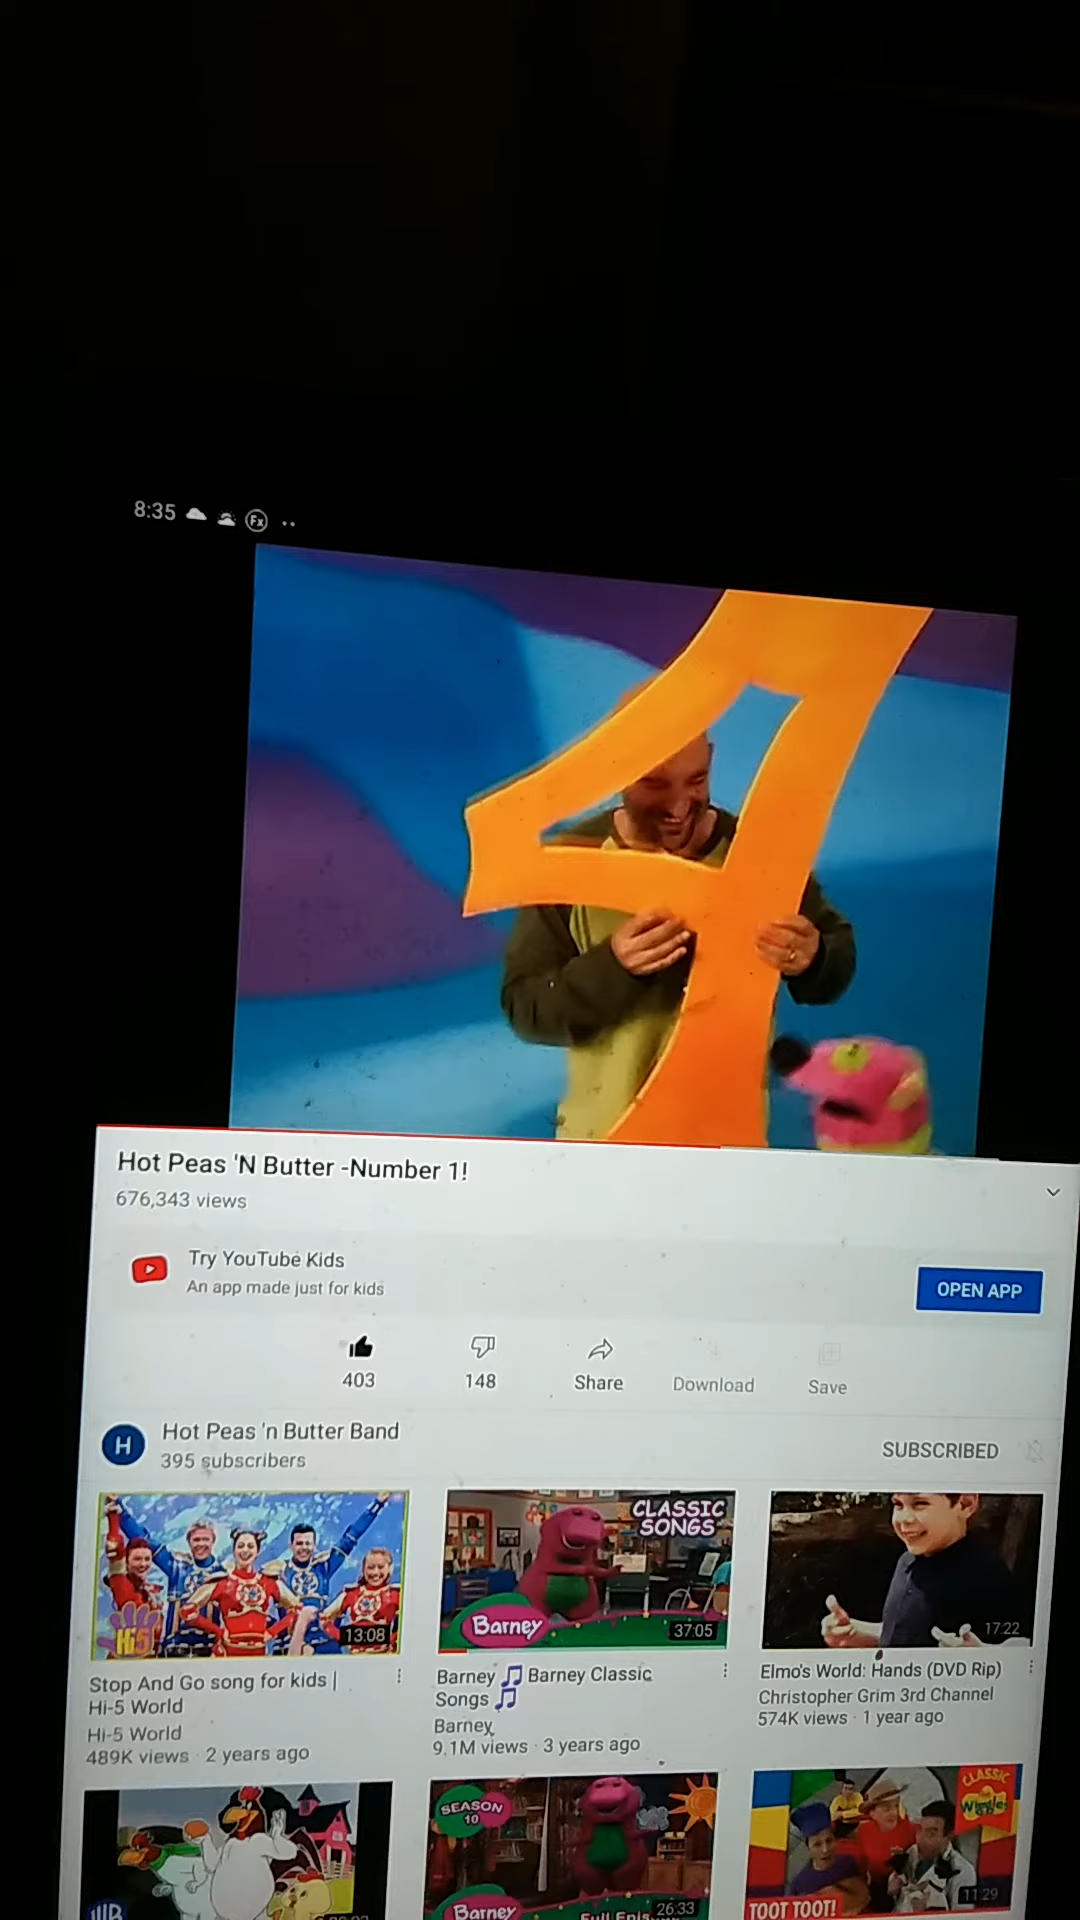 8:35
Fx
4
Hot Peas 'N Butter -Number 1!
676,343 views
Try YouTube Kids
An app made just for kids
OPEN APP
403
148
Share
Download
Save
H
Hot Peas 'n Butter Band
395 subscribers
SUBSCRIBED
Hi5
13:08
Stop And Go song for kids |
Hi-5 World
Hi-5 World
489K views · 2 years ago
CLASSIC
SONGS
Barney
37:05
Barney 🎵 Barney Classic
Songs 🎵
Barney
9.1M views · 3 years ago
17:22
Elmo's World: Hands (DVD Rip)
Christopher Grim 3rd Channel
574K views · 1 year ago
WB
SEASON
10
Barney
26:33
CLASSIC
Wiggles
TOOT TOOT!
11:29